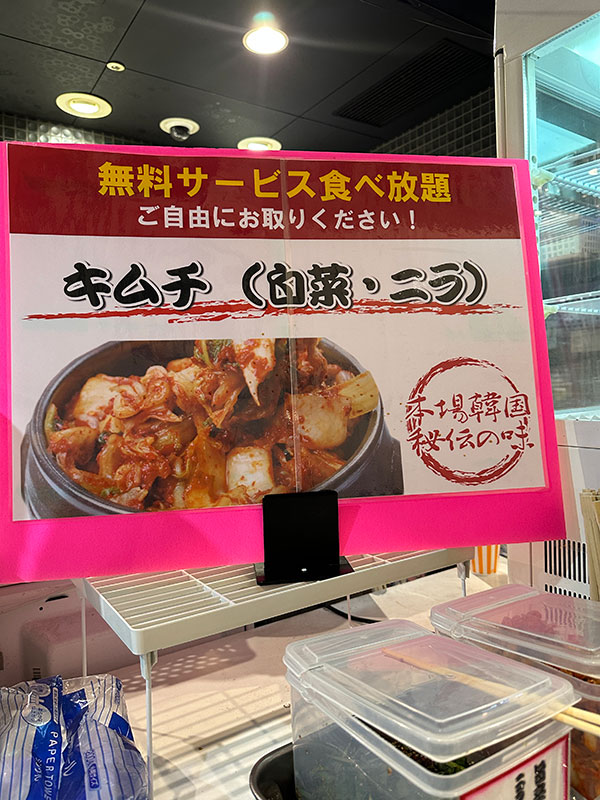 無料サービス食べ放題
ご自由にお取りください！
キムチ（白菜・ニラ）
本場韓国
秘伝の味
PAPER TOWEL